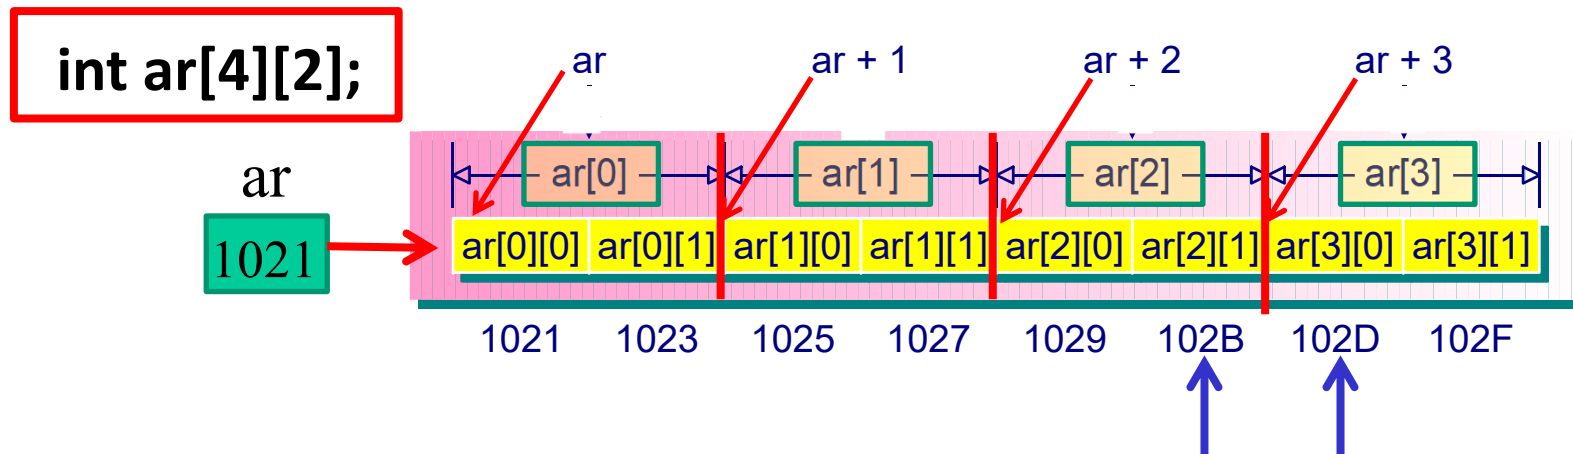 int ar[4][2];
ar ar + 1 ar + 2 ar + 3
ar
ar[0] ar[1] ar[2] ar[3]
1021
ar[0][0] ar[0][1] ar[1][0] ar[1][1] ar[2][0] ar[2][1] ar[3][0] ar[3][1]
1021 1023 1025 1027 1029 102B 102D 102F